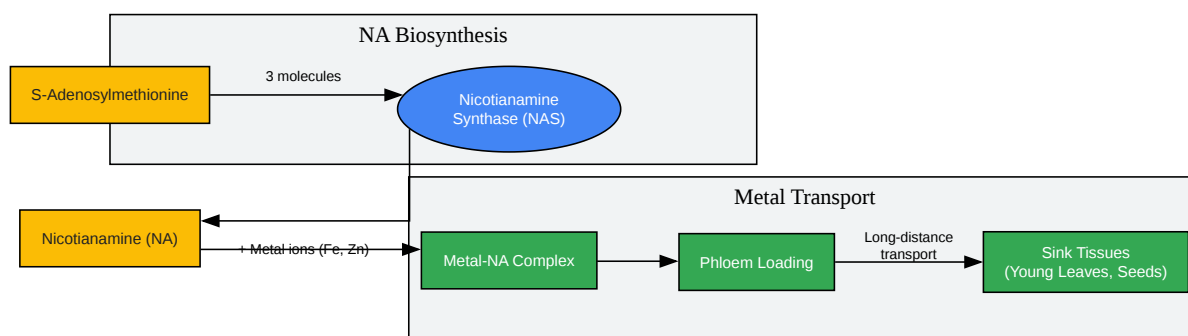 NA Biosynthesis
S-Adenosylmethionine
3 molecules
Nicotianamine
Synthase (NAS)
Metal Transport
Nicotianamine (NA)
+ Metal ions (Fe, Zn)
Metal-NA Complex
Phloem Loading
Long-distance
transport
Sink Tissues
(Young Leaves, Seeds)